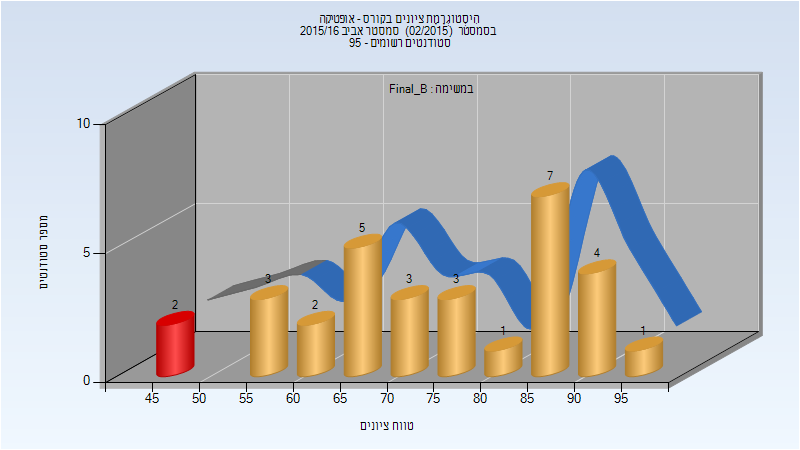 היסטוגרמת ציונים בקורס - אופטיקה
בסמסטר (02/2015) סמסטר אביב 2015/16
סטודנטים רשומים - 95
במשימה : Final_B
מספר סטודנטים
10
5
0
2
3
2
5
3
3
1
7
4
1
45 50 55 60 65 70 75 80 85 90 95
טווח ציונים